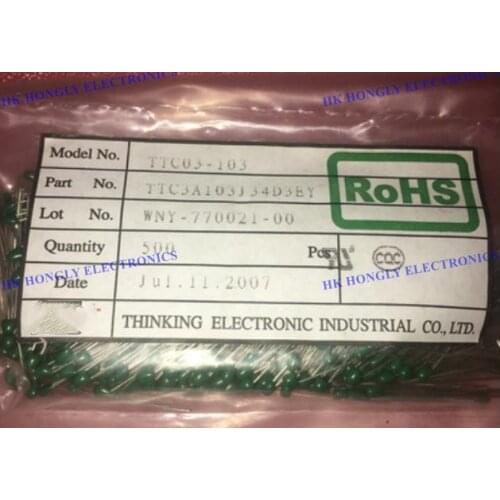 HK HONGLY ELECTRONICS
HK HONGLY ELECTRONICS
Model No. TTC03-103
Part No. TTC3A103J34D3EY
RoHS
Lot No. WNY-770021-00
Quantity 500 Pcs
CQC
HK HONGLY ELECTRONICS
HK HONGLY ELECTRONICS
Date Jul.11.2007
THINKING ELECTRONIC INDUSTRIAL CO., LTD.